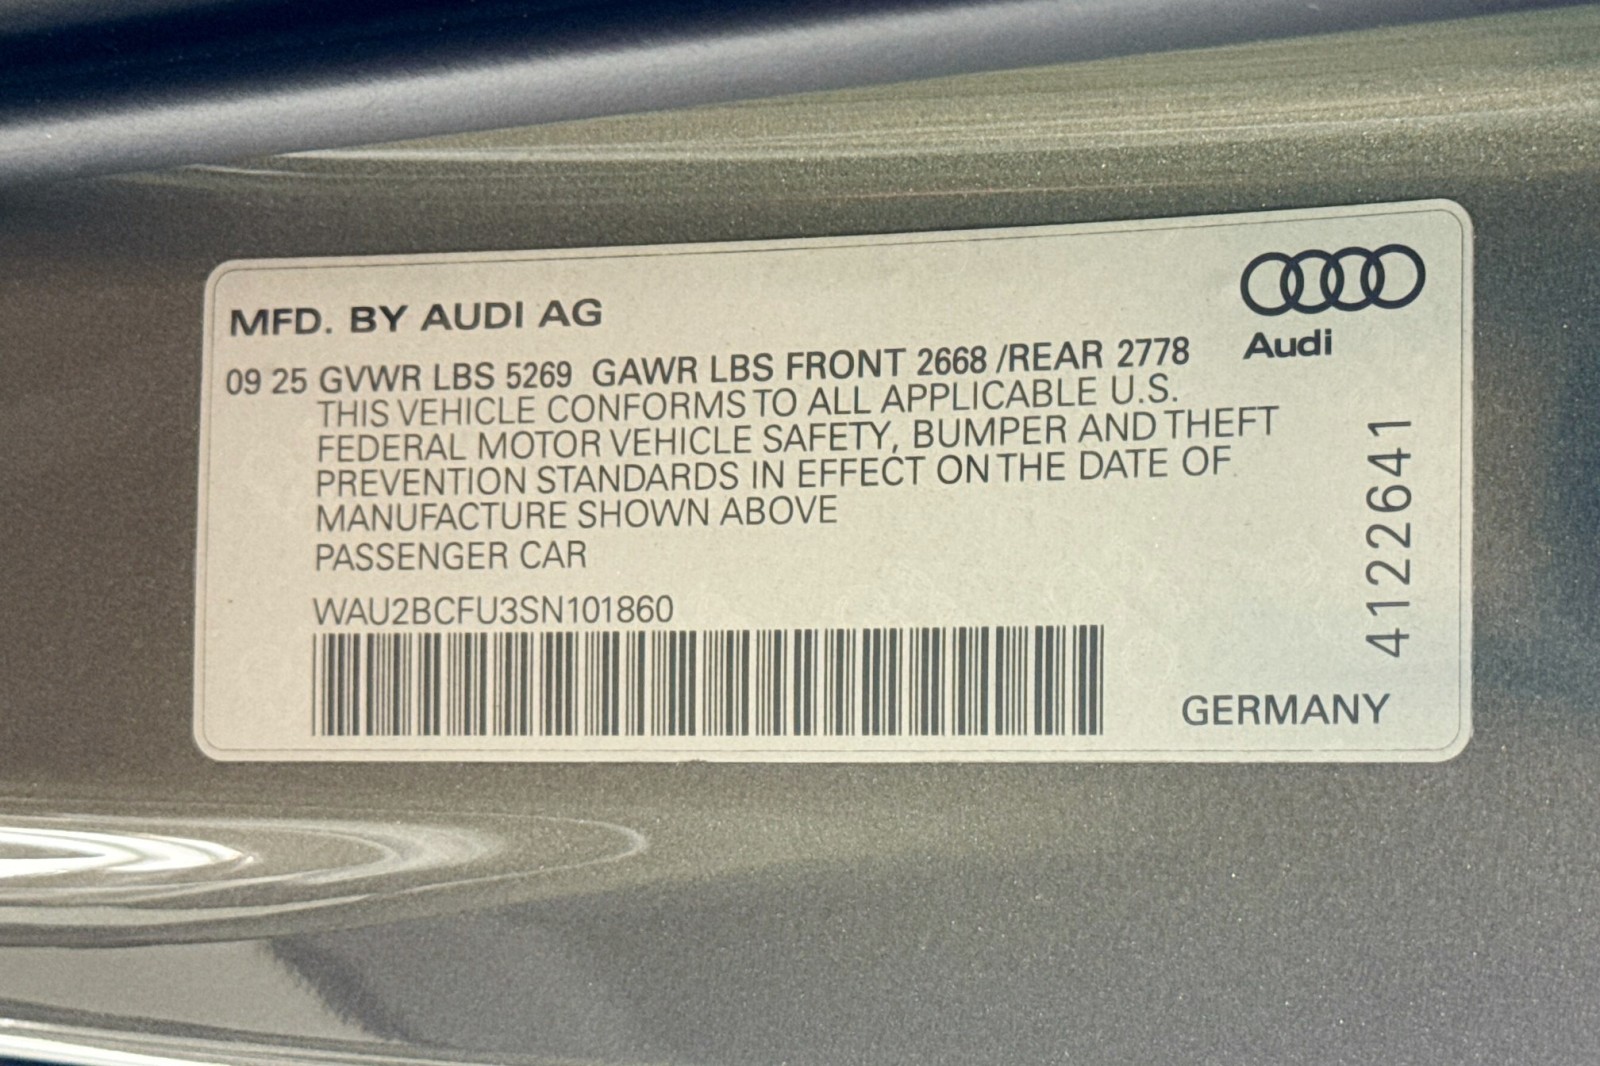 MFD. BY AUDI AG
Audi
09 25 GVWR LBS 5269 GAWR LBS FRONT 2668 /REAR 2778
THIS VEHICLE CONFORMS TO ALL APPLICABLE U.S.
FEDERAL MOTOR VEHICLE SAFETY, BUMPER AND THEFT
PREVENTION STANDARDS IN EFFECT ON THE DATE OF
MANUFACTURE SHOWN ABOVE
PASSENGER CAR
WAU2BCFU3SN101860
4122641
GERMANY